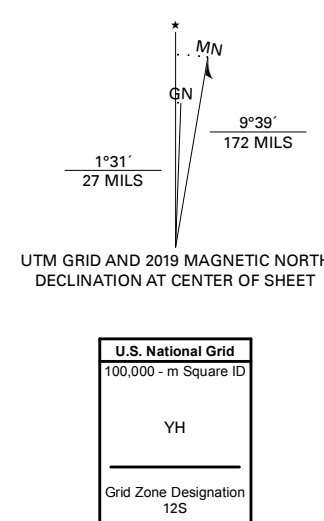 ★
MN
GN
9°39´
172 MILS
1°31´
27 MILS
UTM GRID AND 2019 MAGNETIC NORTH
DECLINATION AT CENTER OF SHEET
U.S. National Grid
100,000 - m Square ID
YH
Grid Zone Designation
12S